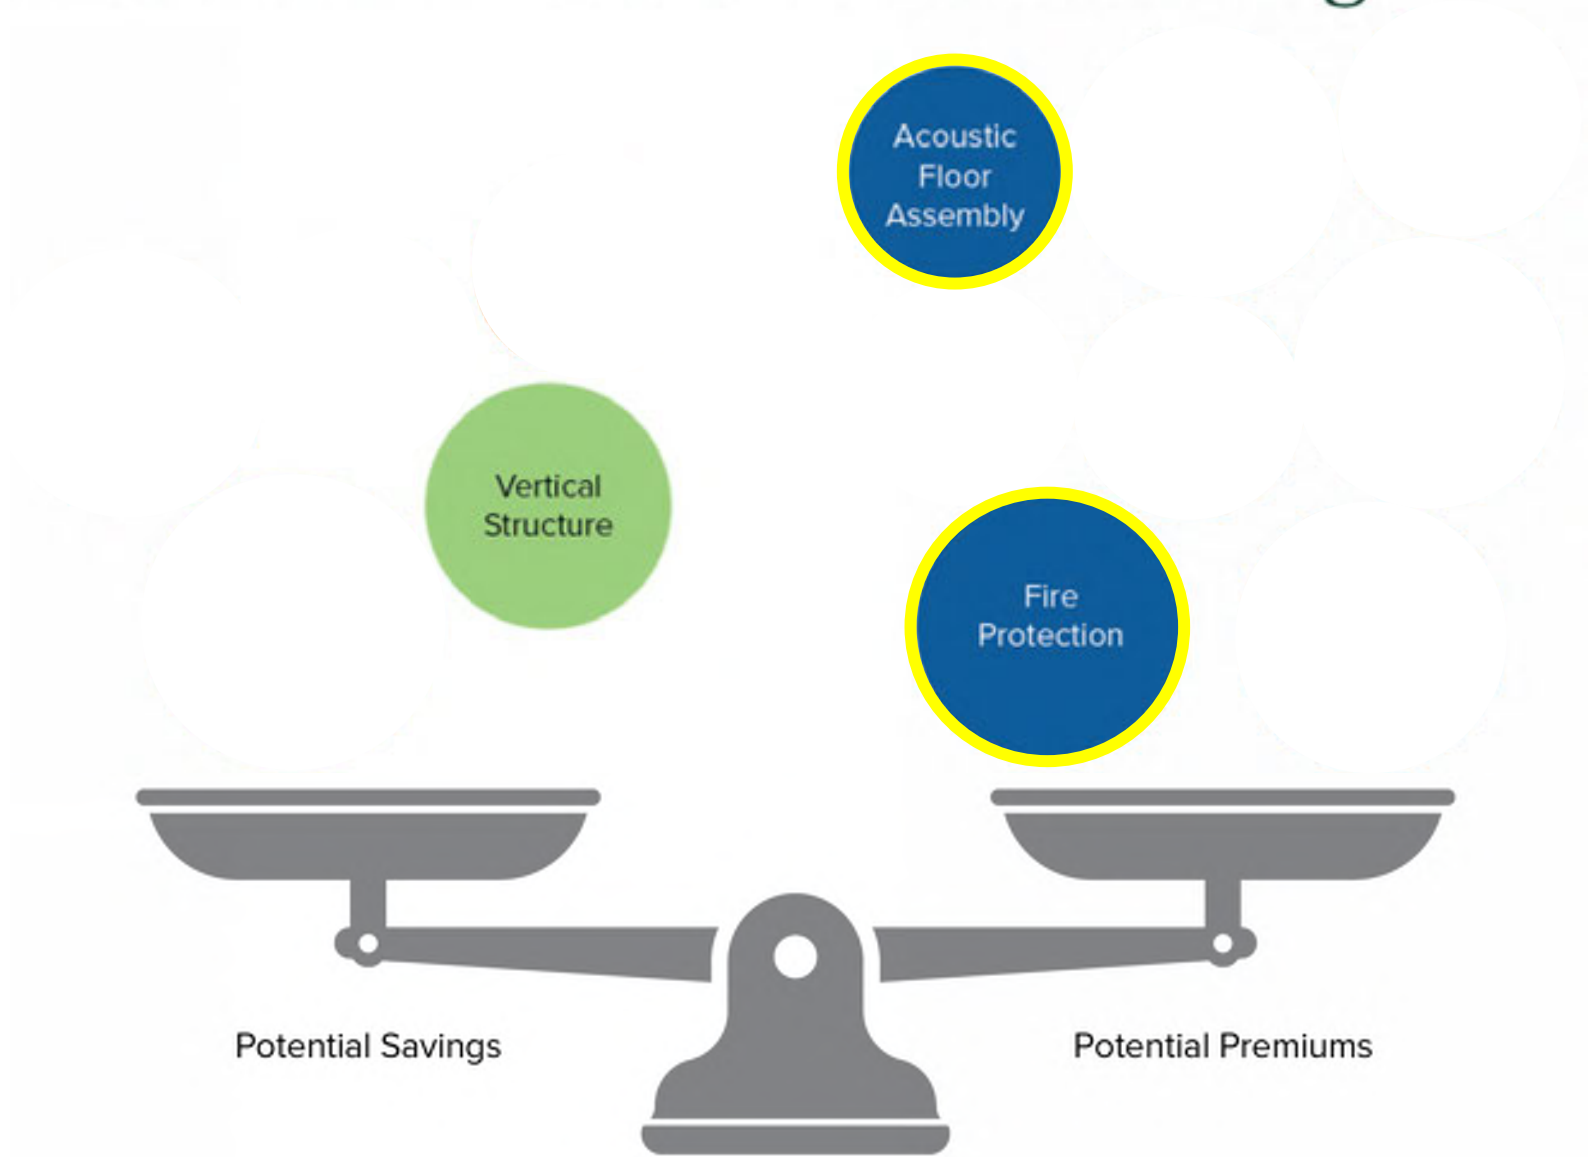 Acoustic
Floor
Assembly
Vertical
Structure
Fire
Protection
Potential Savings
Potential Premiums